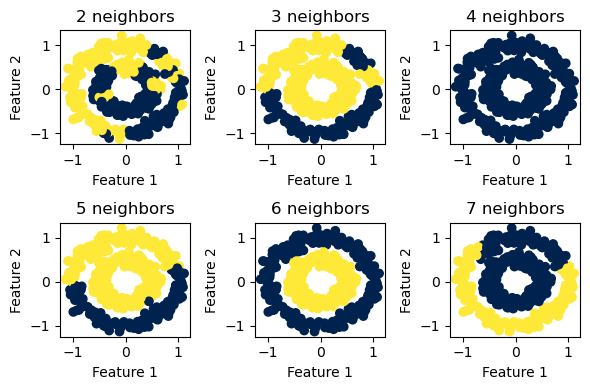 2 neighbors
3 neighbors
4 neighbors
Feature 2
1
0
−1
Feature 2
1
0
−1
Feature 2
1
0
−1
−1 0 1
−1 0 1
−1 0 1
Feature 1
Feature 1
Feature 1
5 neighbors
6 neighbors
7 neighbors
Feature 2
1
0
−1
Feature 2
1
0
−1
Feature 2
1
0
−1
−1 0 1
−1 0 1
−1 0 1
Feature 1
Feature 1
Feature 1